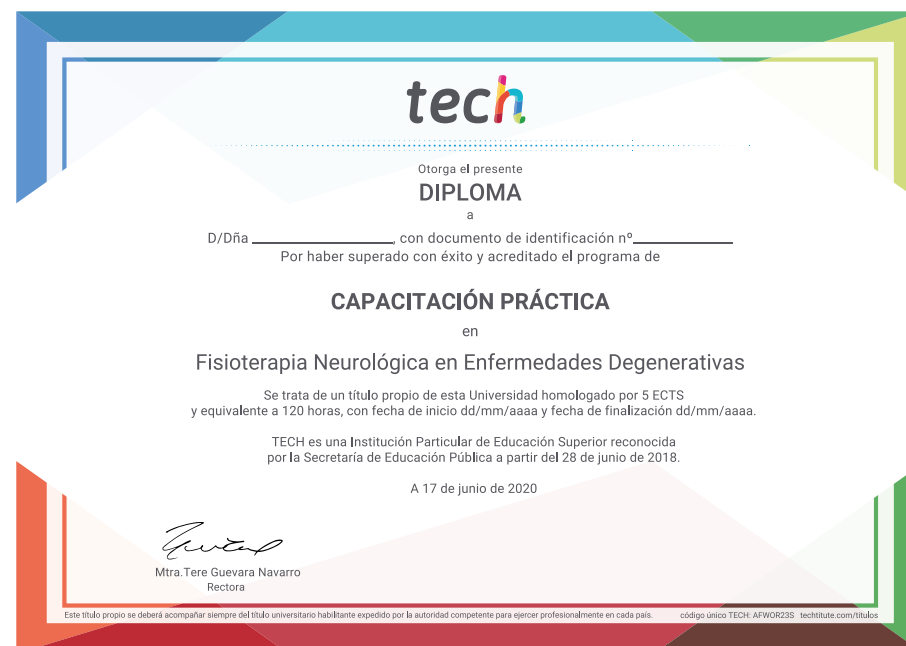 tech
Otorga el presente
DIPLOMA
a
D/Dña ____________________, con documento de identificación nº______________
Por haber superado con éxito y acreditado el programa de
CAPACITACIÓN PRÁCTICA
en
Fisioterapia Neurológica en Enfermedades Degenerativas
Se trata de un título propio de esta Universidad homologado por 5 ECTS
y equivalente a 120 horas, con fecha de inicio dd/mm/aaaa y fecha de finalización dd/mm/aaaa.
TECH es una Institución Particular de Educación Superior reconocida
por la Secretaría de Educación Pública a partir del 28 de junio de 2018.
A 17 de junio de 2020
Mtra.Tere Guevara Navarro
Rectora
Este título propio se deberá acompañar siempre del título universitario habilitante expedido por la autoridad competente para ejercer profesionalmente en cada país. código único TECH: AFWOR23S techtitute.com/titulos